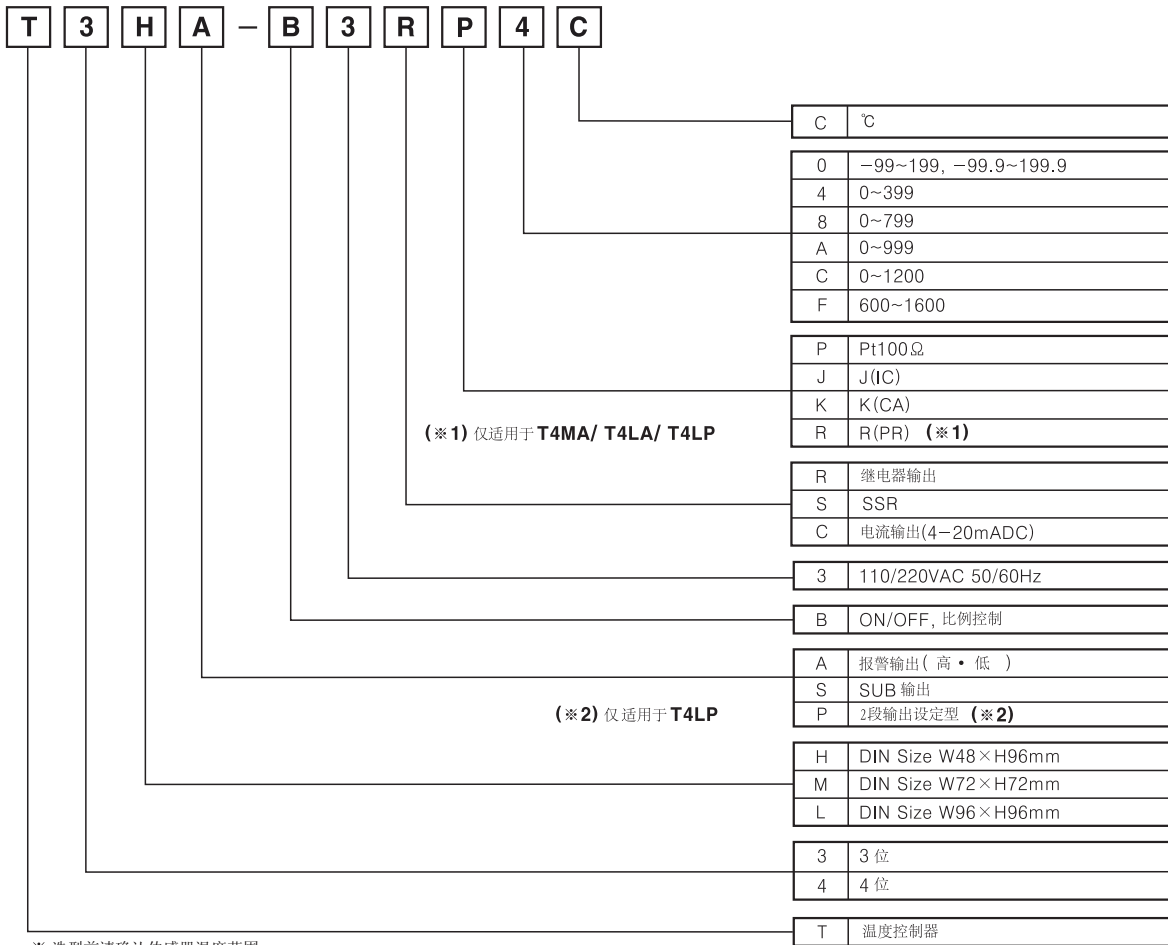 T 3 H A - B 3 R P 4 C
C ℃
0 -99~199, -99.9~199.9
4 0~399
8 0~799
A 0~999
C 0~1200
F 600~1600
P Pt100Ω
J J(IC)
K K(CA)
(※1) 仅适用于 T4MA/ T4LA/ T4LP
R R(PR) (※1)
R 继电器输出
S SSR
C 电流输出(4-20mADC)
3 110/220VAC 50/60Hz
B ON/OFF, 比例控制
A 报警输出( 高 • 低 )
S SUB 输出
(※2) 仅适用于 T4LP
P 2段输出设定型 (※2)
H DIN Size W48×H96mm
M DIN Size W72×H72mm
L DIN Size W96×H96mm
3 3 位
4 4 位
T 温度控制器